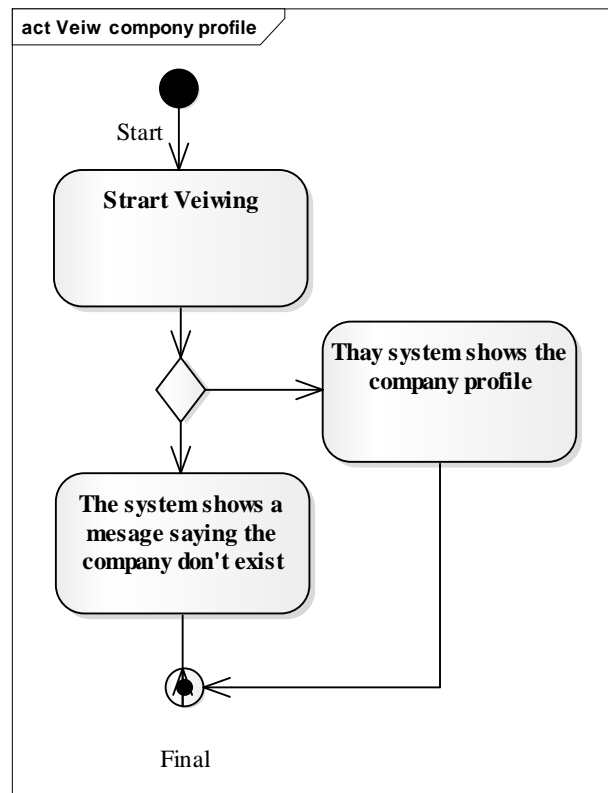 act Veiw compony profile
Start
Strart Veiwing
Thay system shows the
company profile
The system shows a
mesage saying the
company don't exist
Final